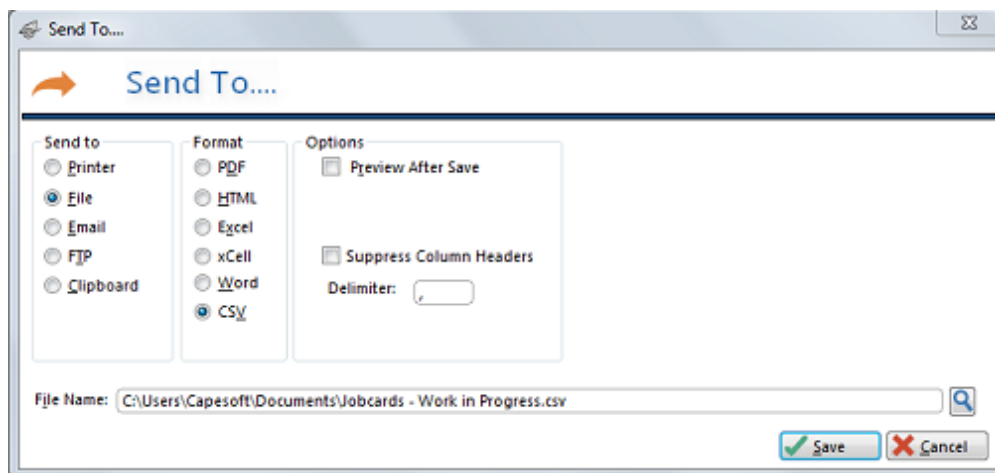 Send To....
Send To....
Send to
Printer
File
Email
FTP
Clipboard
Format
PDF
HTML
Excel
xCell
Word
CSV
Options
Preview After Save
Suppress Column Headers
Delimiter: ,
File Name: C:\Users\Capesoft\Documents\Jobcards - Work in Progress.csv
Save Cancel